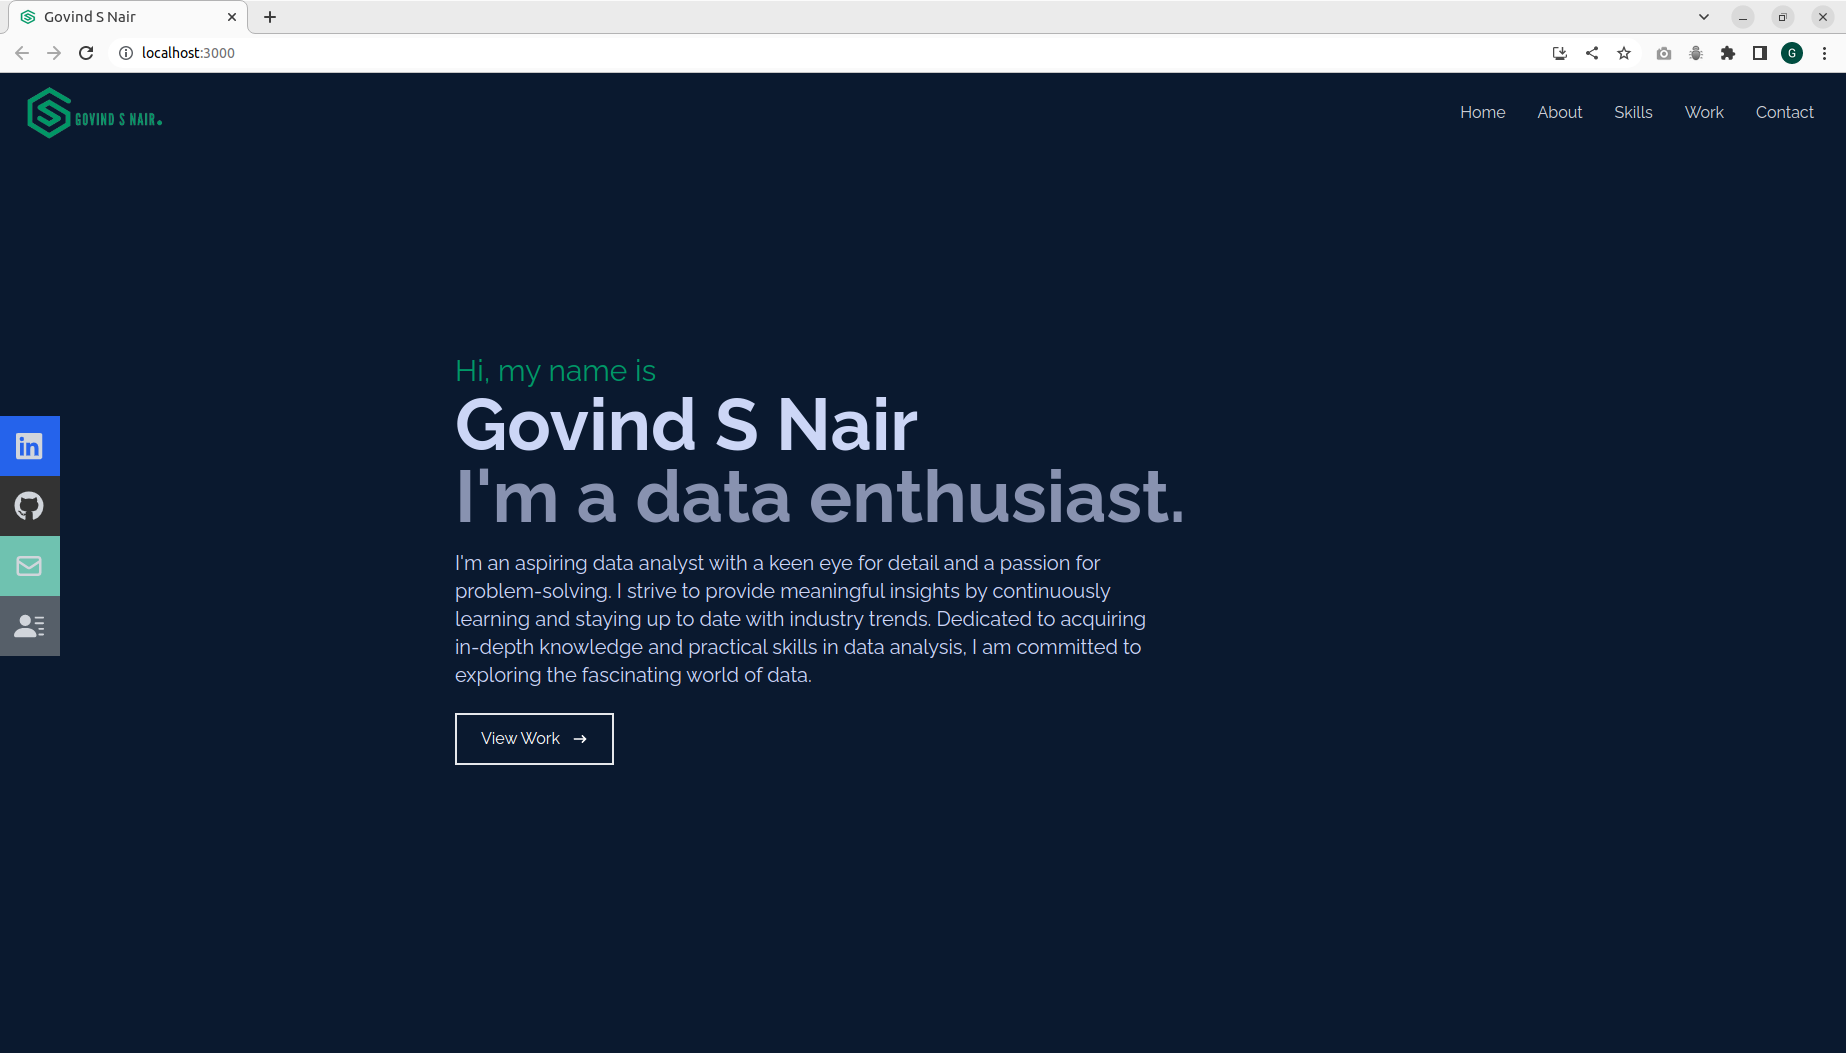 Govind S Nair
localhost:3000
G
GOVIND S NAIR.
Home About Skills Work Contact
Hi, my name is
Govind S Nair
I'm a data enthusiast.
in
I'm an aspiring data analyst with a keen eye for detail and a passion for
problem-solving. I strive to provide meaningful insights by continuously
learning and staying up to date with industry trends. Dedicated to acquiring
in-depth knowledge and practical skills in data analysis, I am committed to
exploring the fascinating world of data.
View Work →